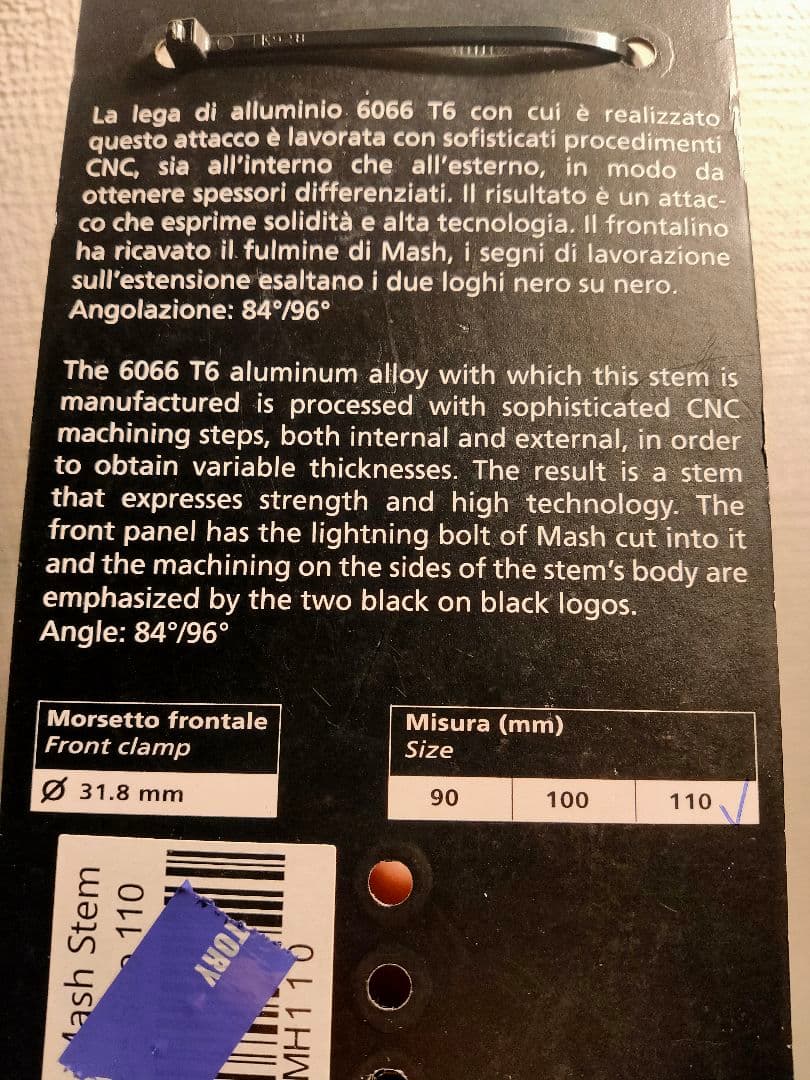 La lega di alluminio 6066 T6 con cui è realizzato
questo attacco è lavorata con sofisticati procedimenti
CNC, sia all'interno che all'esterno, in modo da
ottenere spessori differenziati. Il risultato è un attac-
co che esprime solidità e alta tecnologia. Il frontalino
ha ricavato il fulmine di Mash, i segni di lavorazione
sull'estensione esaltano i due loghi nero su nero.
Angolazione: 84°/96°
The 6066 T6 aluminum alloy with which this stem is
manufactured is processed with sophisticated CNC
machining steps, both internal and external, in order
to obtain variable thicknesses. The result is a stem
that expresses strength and high technology. The
front panel has the lightning bolt of Mash cut into it
and the machining on the sides of the stem's body are
emphasized by the two black on black logos.
Angle: 84°/96°
Morsetto frontale
Front clamp
Ø 31.8 mm
Misura (mm)
Size
90 100 110
Stem
110
TORY
MH110